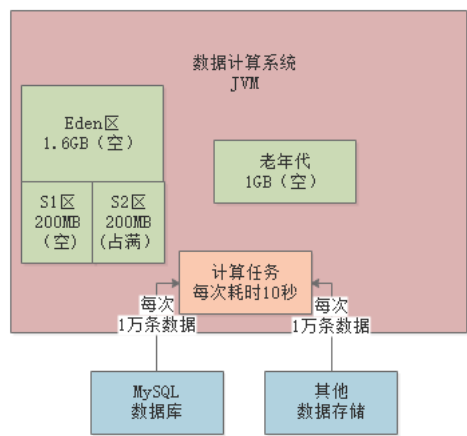 数据计算系统
JVM
Eden区
1.6GB（空）
老年代
1GB（空）
S1区
200MB
（空）
S2区
200MB
(占满）
计算任务
每次耗时10秒
每次
1万条数据
每次
1万条数据
MySQL
数据库
其他
数据存储